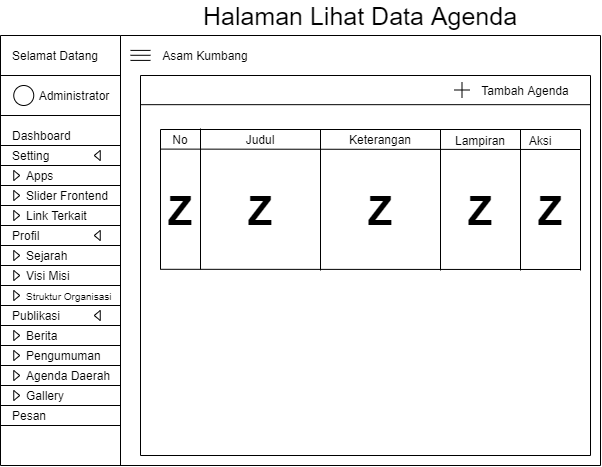 Halaman Lihat Data Agenda
Selamat Datang
Asam Kumbang
Administrator
Tambah Agenda
Dashboard
Setting
Apps
Slider Frontend
Link Terkait
Profil
Sejarah
Visi Misi
Struktur Organisasi
Publikasi
Berita
Pengumuman
Agenda Daerah
Gallery
Pesan
No Judul Keterangan Lampiran Aksi
Z Z Z Z Z